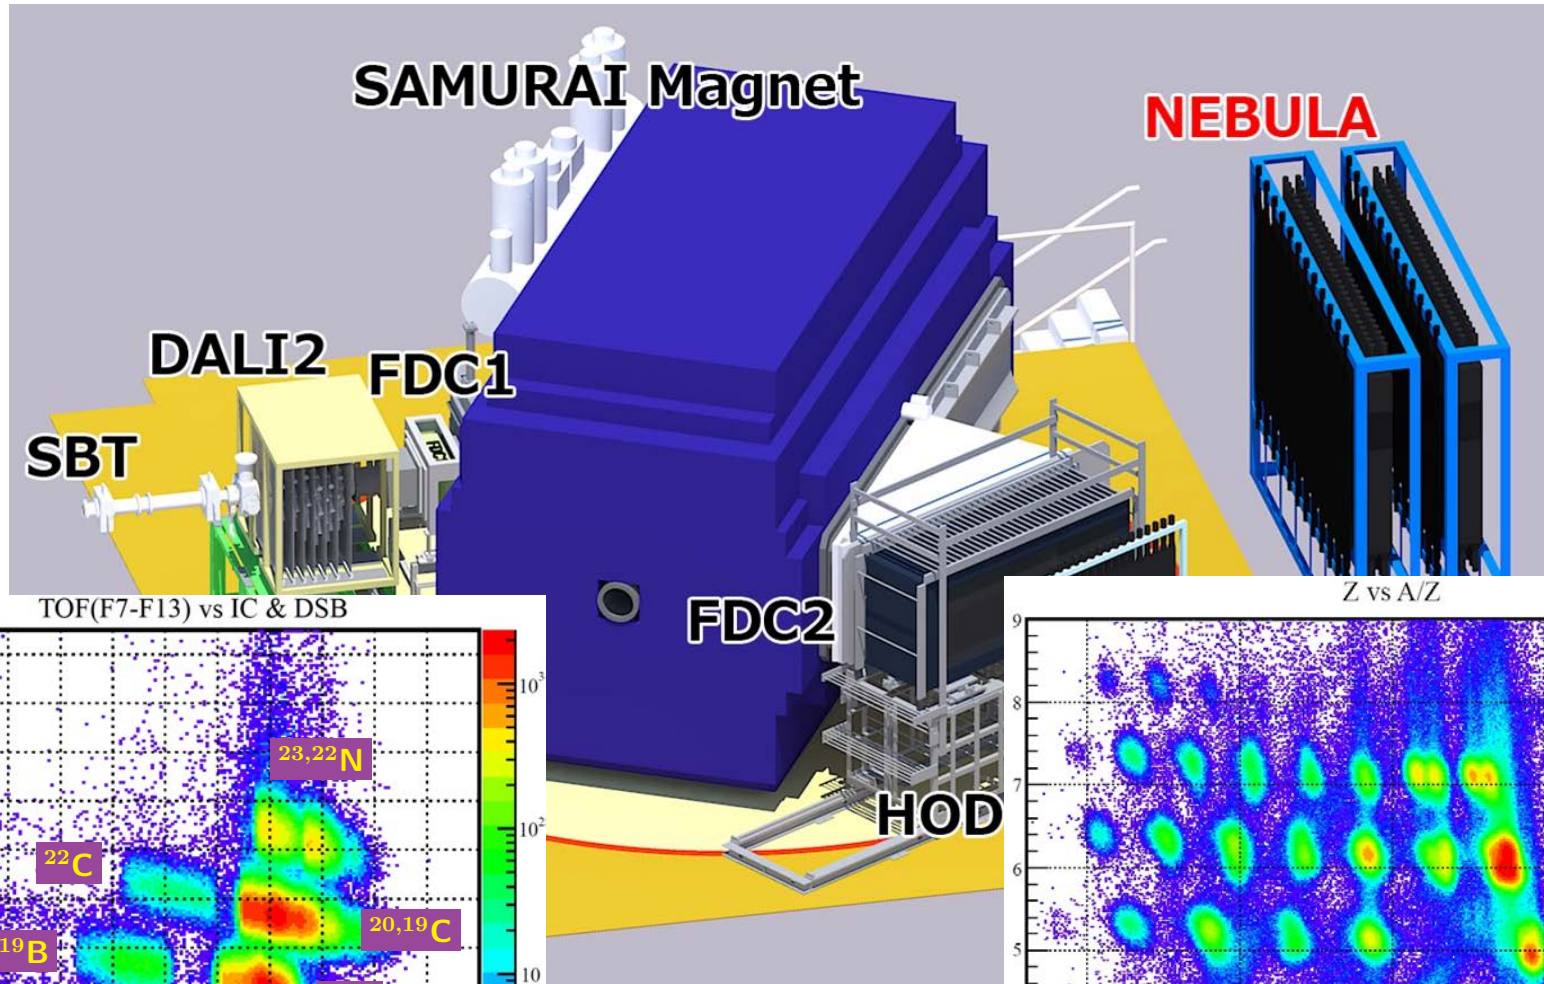 SAMURAI Magnet
NEBULA
DALI2
FDC1
SBT
FDC2
HOD
TOF(F7-F13) vs IC & DSB
10³
10²
10
²³,²²N
²²C
²⁰,¹⁹C
¹⁹B
Z vs A/Z
9
8
7
6
5